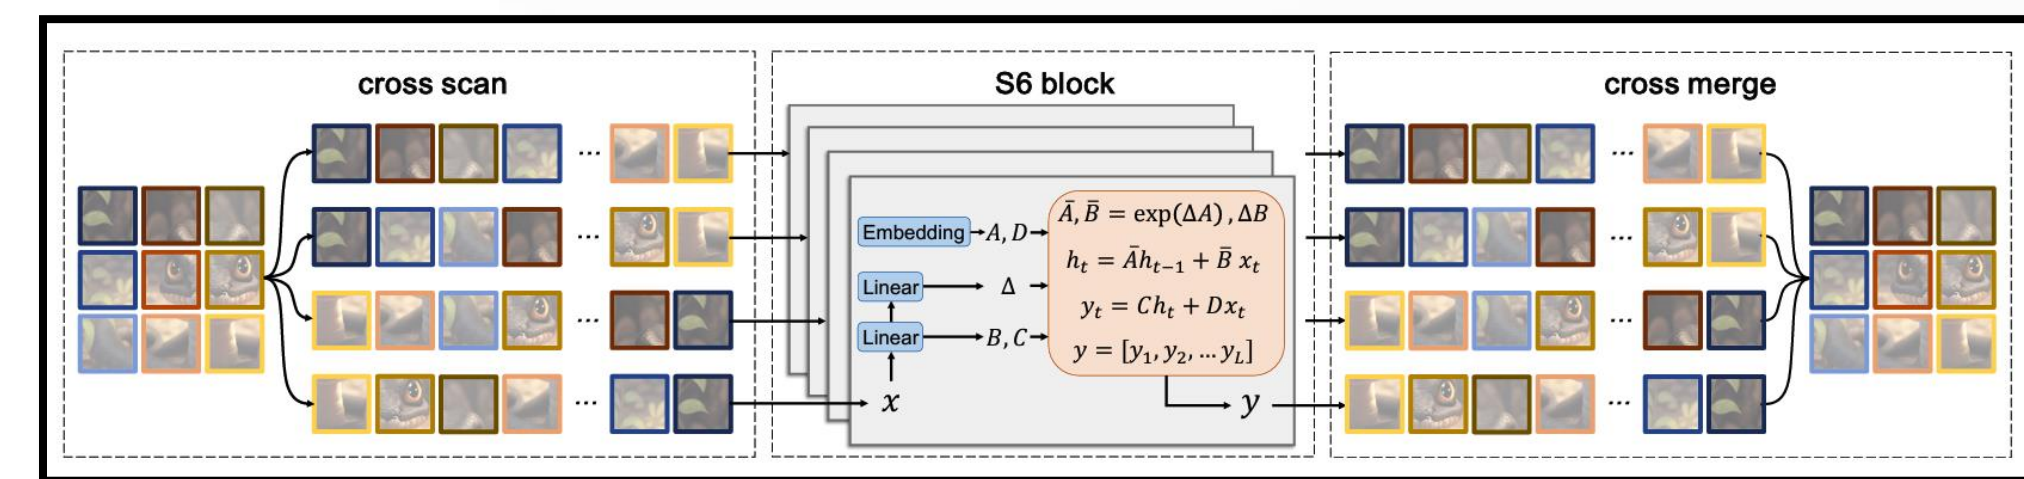 cross scan
...
...
...
...
S6 block
Embedding
A, D
Linear
Δ
Linear
B, C
x
Ā, B̄ = exp(ΔA) , ΔB
hₜ = Āhₜ₋₁ + B̄ xₜ
yₜ = Chₜ + Dxₜ
y = [y₁, y₂, ... y_L]
y
cross merge
...
...
...
...